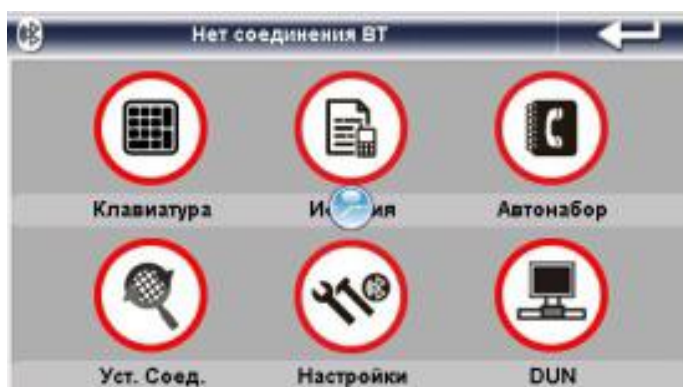 Нет соединения BT
Клавиатура Автонабор
Уст. Соед. Настройки DUN